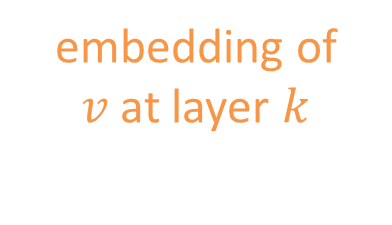 embedding of
𝑣 at layer 𝑘